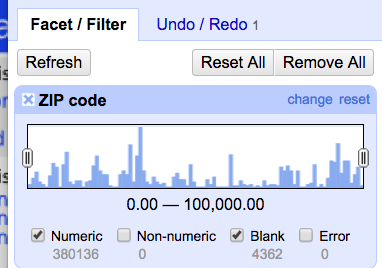 Facet / Filter
Undo / Redo 1
Refresh
Reset All
Remove All
ZIP code
change reset
0.00 — 100,000.00
Numeric
Non-numeric
Blank
Error
380136
0
4362
0